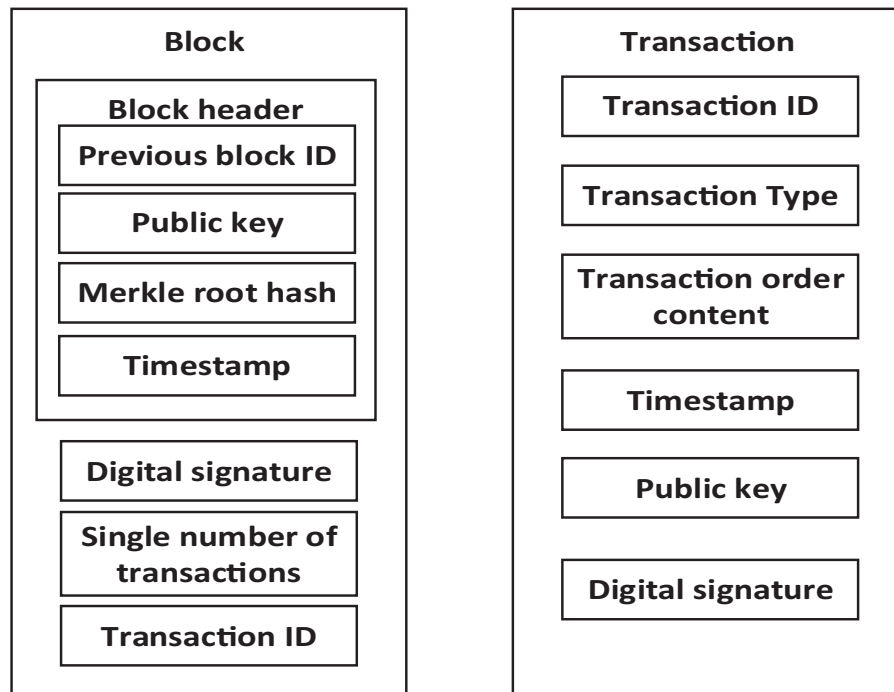 Block
Block header
Previous block ID
Public key
Merkle root hash
Timestamp
Digital signature
Single number of
transactions
Transaction ID
Transaction
Transaction ID
Transaction Type
Transaction order
content
Timestamp
Public key
Digital signature